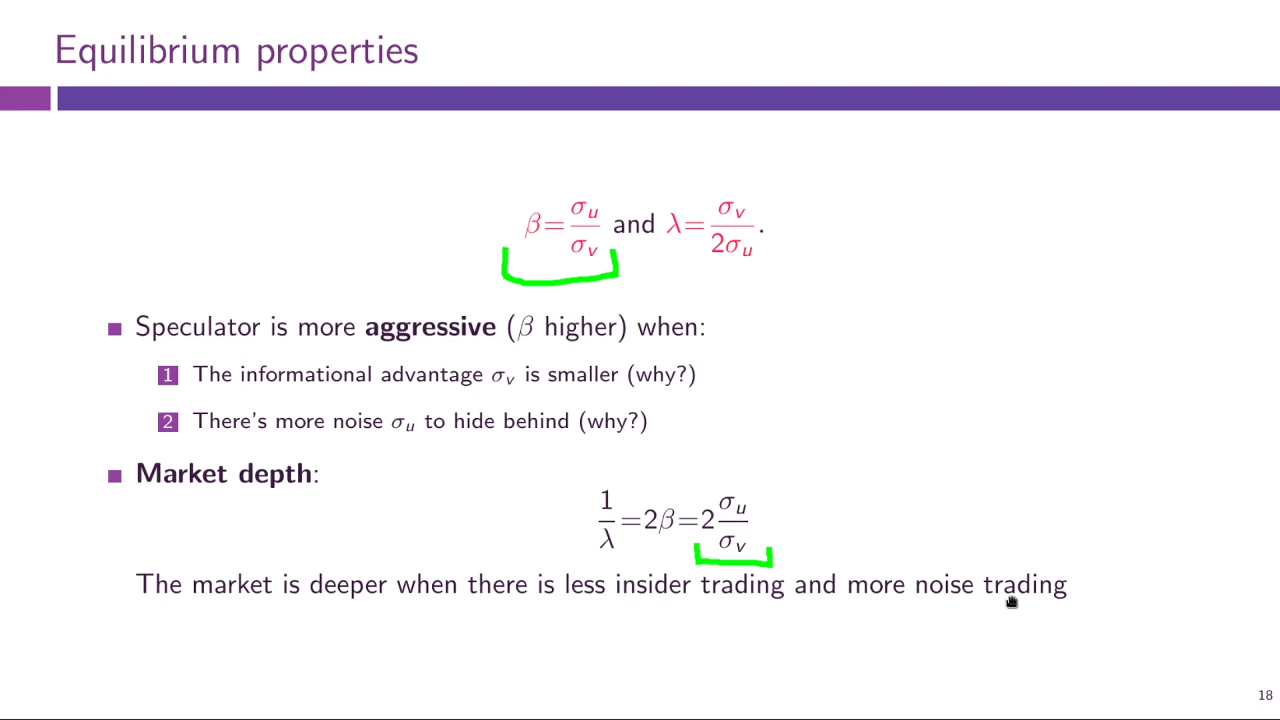 Equilibrium properties
β=σu/σv and λ=σv/2σu.
Speculator is more aggressive (β higher) when:
1 The informational advantage σv is smaller (why?)
2 There's more noise σu to hide behind (why?)
Market depth:
1/λ=2β=2σu/σv
The market is deeper when there is less insider trading and more noise trading
18